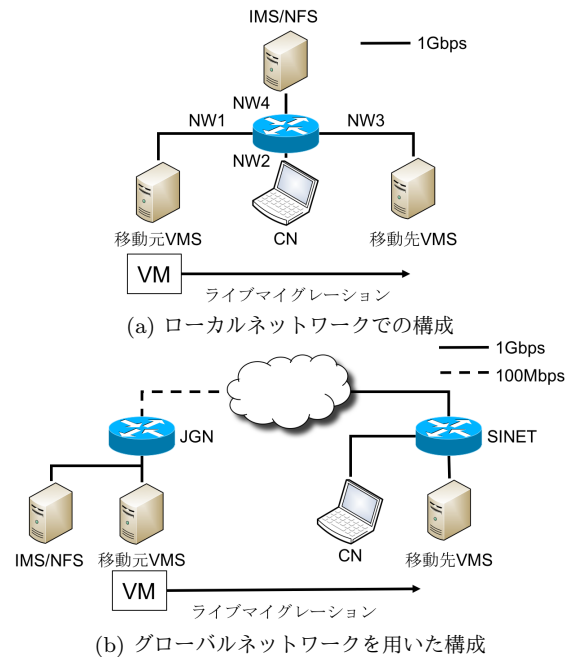 IMS/NFS
1Gbps
NW4
NW1
NW3
NW2
移動元VMS
CN
移動先VMS
VM
ライブマイグレーション
(a) ローカルネットワークでの構成
1Gbps
100Mbps
JGN
SINET
IMS/NFS
移動元VMS
CN
移動先VMS
VM
ライブマイグレーション
(b) グローバルネットワークを用いた構成